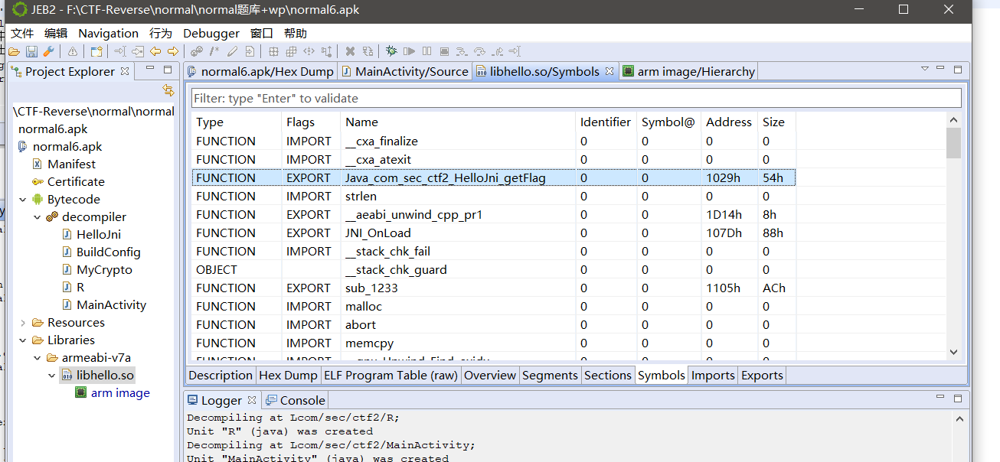 JEB2 - F:\CTF-Reverse\normal\normal题库+wp\normal6.apk
文件 编辑 Navigation 行为 Debugger 窗口 帮助
Project Explorer
normal6.apk/Hex Dump MainActivity/Source libhello.so/Symbols arm image/Hierarchy
\CTF-Reverse\normal\normal
normal6.apk
normal6.apk
Manifest
Certificate
Bytecode
decompiler
HelloJni
BuildConfig
MyCrypto
R
MainActivity
Resources
Libraries
armeabi-v7a
libhello.so
arm image
Filter: type "Enter" to validate
Type Flags Name Identifier Symbol@ Address Size
FUNCTION IMPORT __cxa_finalize 0 0 0 0
FUNCTION IMPORT __cxa_atexit 0 0 0 0
FUNCTION EXPORT Java_com_sec_ctf2_HelloJni_getFlag 0 0 1029h 54h
FUNCTION IMPORT strlen 0 0 0 0
FUNCTION EXPORT __aeabi_unwind_cpp_pr1 0 0 1D14h 8h
FUNCTION EXPORT JNI_OnLoad 0 0 107Dh 88h
FUNCTION IMPORT __stack_chk_fail 0 0 0 0
OBJECT __stack_chk_guard 0 0 0 0
FUNCTION EXPORT sub_1233 0 0 1105h ACh
FUNCTION IMPORT malloc 0 0 0 0
FUNCTION IMPORT abort 0 0 0 0
FUNCTION IMPORT memcpy 0 0 0 0
Description Hex Dump ELF Program Table (raw) Overview Segments Sections Symbols Imports Exports
Logger Console
Decompiling at Lcom/sec/ctf2/R;
Unit "R" (java) was created
Decompiling at Lcom/sec/ctf2/MainActivity;
Unit "MainActivity" (java) was created